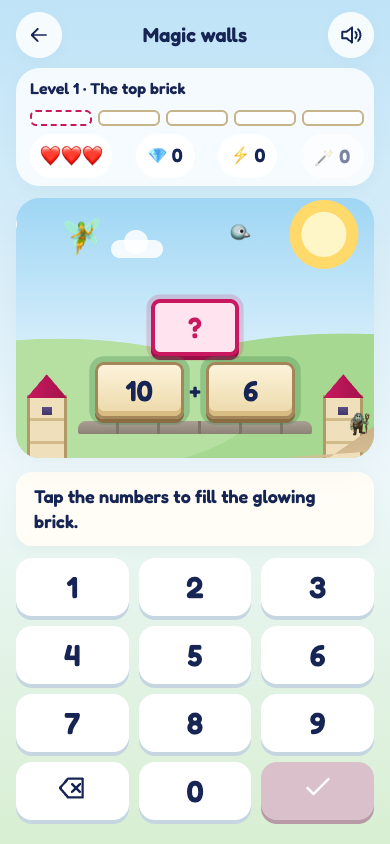 Magic walls
Level 1 · The top brick
0
0
0
?
10 + 6
Tap the numbers to fill the glowing
brick.
1 2 3
4 5 6
7 8 9
0